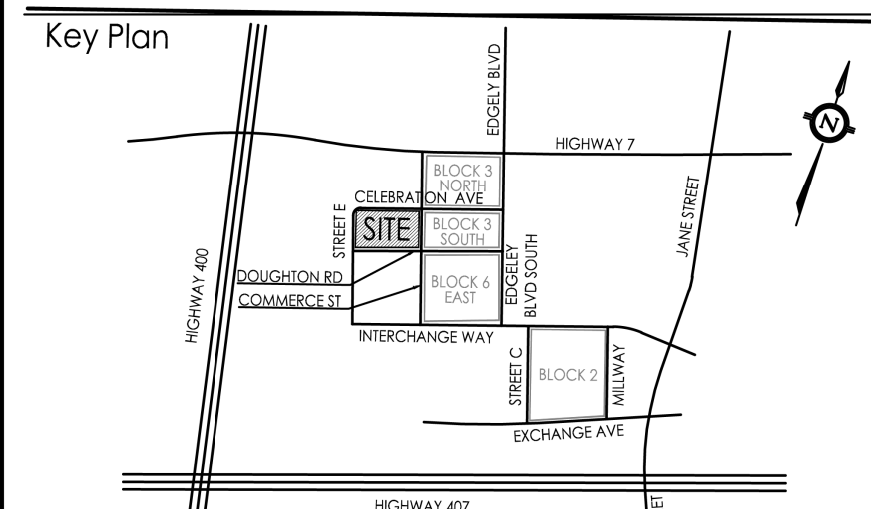 Key Plan
EDGELY BLVD
N
HIGHWAY 7
BLOCK 3
NORTH
CELEBRATION AVE
JANE STREET
STREET E
SITE
BLOCK 3
SOUTH
HIGHWAY 400
EDGELEY
BLVD SOUTH
DOUGHTON RD
BLOCK 6
EAST
COMMERCE ST
INTERCHANGE WAY
STREET C
BLOCK 2
MILLWAY
EXCHANGE AVE
HIGHWAY 407
ET